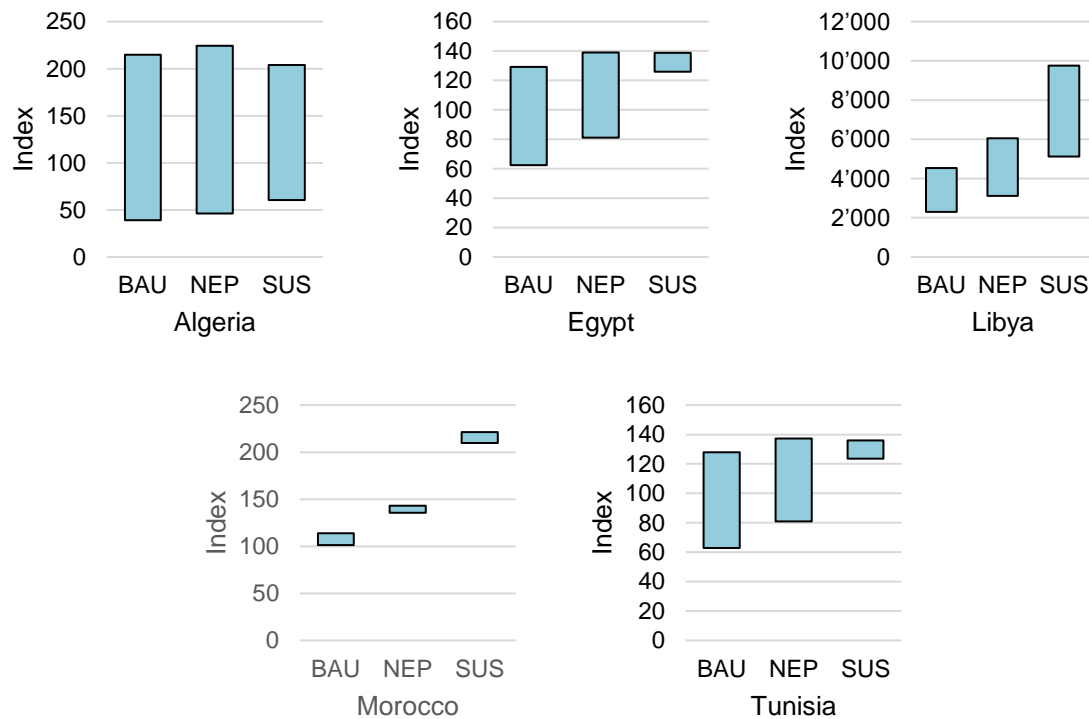 250
200
150
100
50
0
Index
BAU NEP SUS
Algeria
160
140
120
100
80
60
40
20
0
Index
BAU NEP SUS
Egypt
12’000
10’000
8’000
6’000
4’000
2’000
0
Index
BAU NEP SUS
Libya
250
200
150
100
50
0
Index
BAU NEP SUS
Morocco
160
140
120
100
80
60
40
20
0
Index
BAU NEP SUS
Tunisia